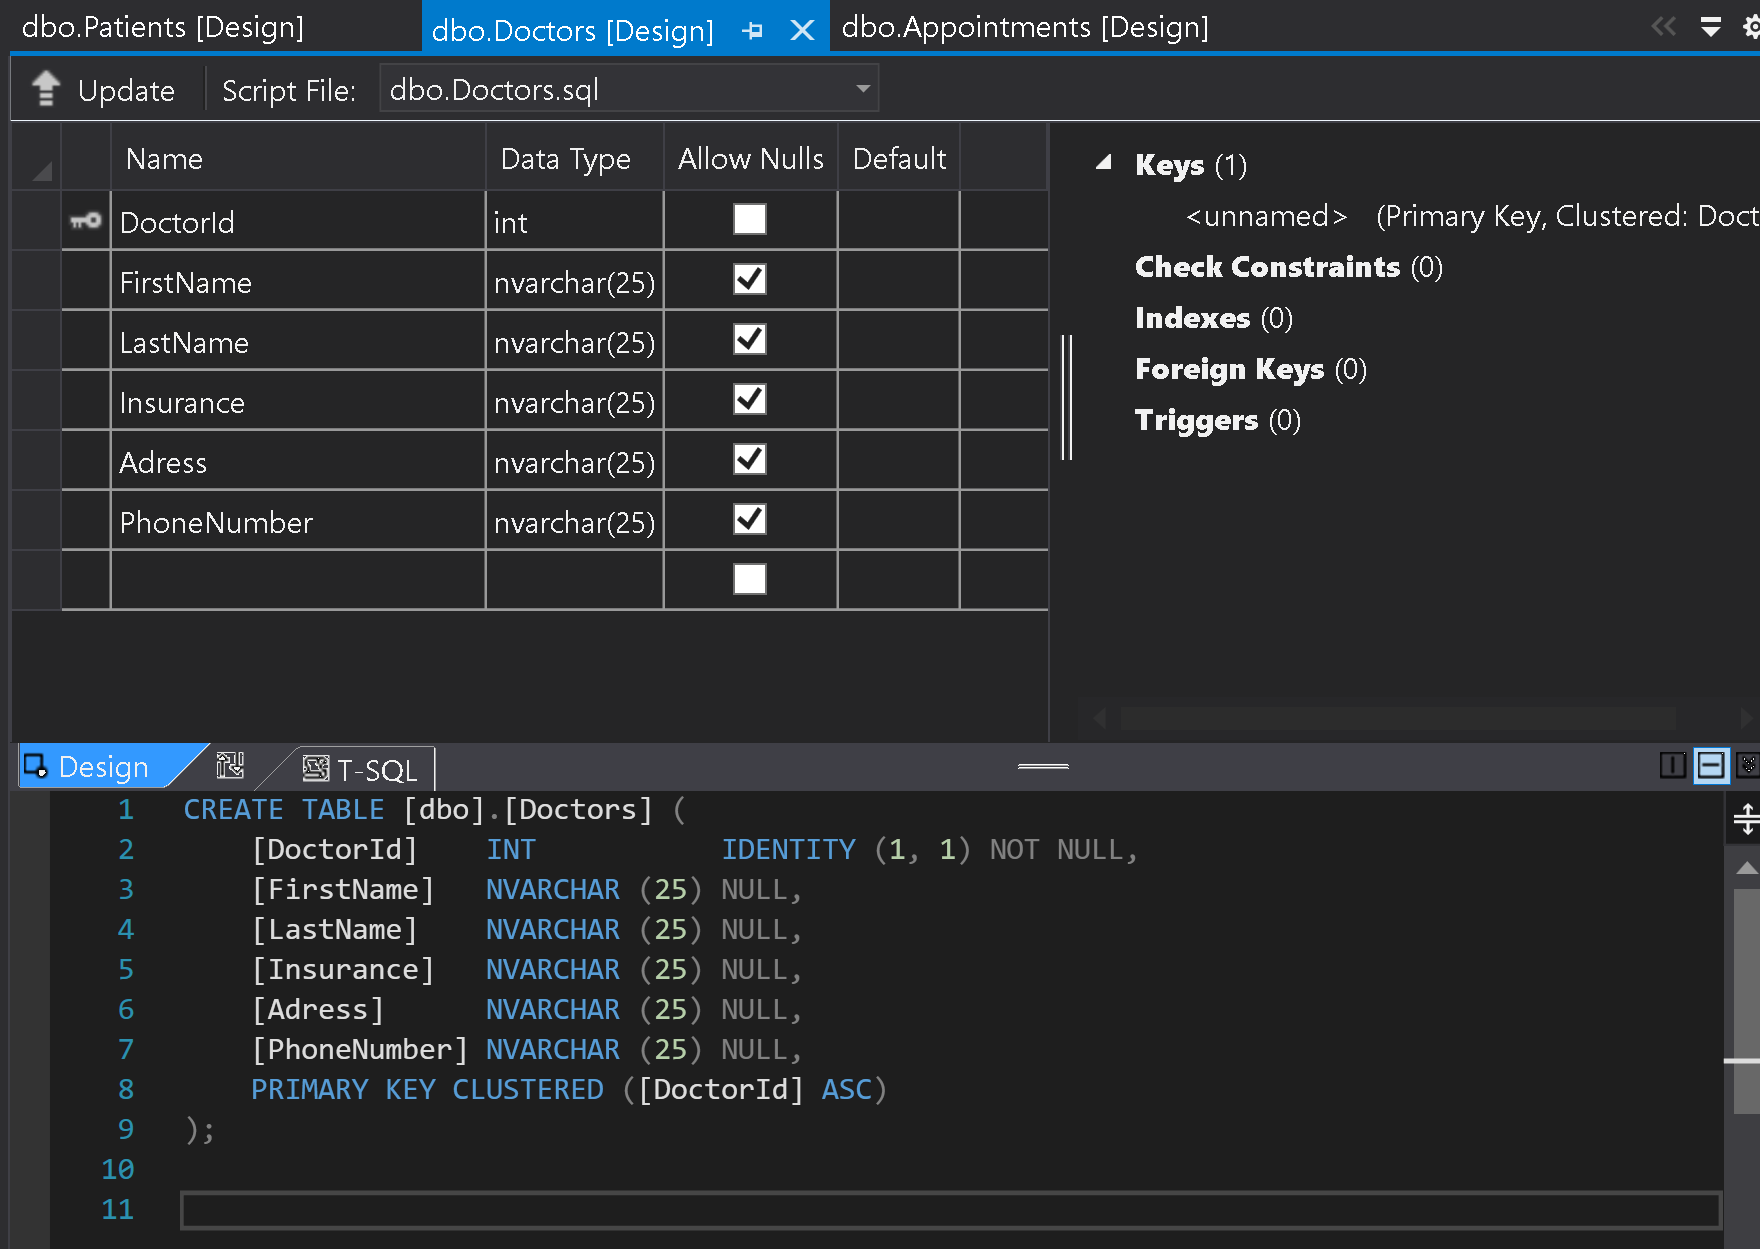 dbo.Patients [Design] dbo.Doctors [Design] dbo.Appointments [Design]
Update Script File: dbo.Doctors.sql
Name Data Type Allow Nulls Default
DoctorId int
FirstName nvarchar(25)
LastName nvarchar(25)
Insurance nvarchar(25)
Adress nvarchar(25)
PhoneNumber nvarchar(25)
Keys (1)
<unnamed> (Primary Key, Clustered: Doct
Check Constraints (0)
Indexes (0)
Foreign Keys (0)
Triggers (0)
Design T-SQL
1 CREATE TABLE [dbo].[Doctors] (
2 [DoctorId] INT IDENTITY (1, 1) NOT NULL,
3 [FirstName] NVARCHAR (25) NULL,
4 [LastName] NVARCHAR (25) NULL,
5 [Insurance] NVARCHAR (25) NULL,
6 [Adress] NVARCHAR (25) NULL,
7 [PhoneNumber] NVARCHAR (25) NULL,
8 PRIMARY KEY CLUSTERED ([DoctorId] ASC)
9 );
10
11